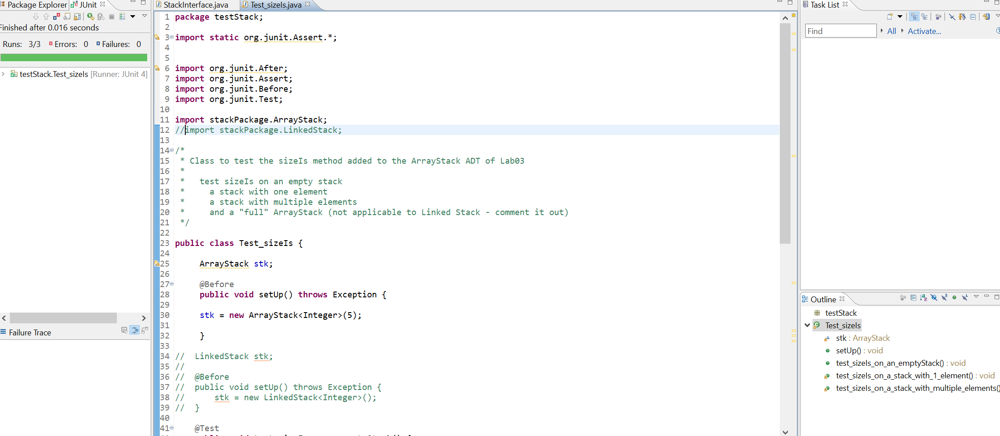 Package Explorer JUnit
Finished after 0.016 seconds
Runs: 3/3 Errors: 0 Failures: 0
testStack.Test_sizeIs [Runner: JUnit 4]
Failure Trace
StackInterface.java Test_sizeIs.java
1 package testStack;
2
3 import static org.junit.Assert.*;
4
5
6 import org.junit.After;
7 import org.junit.Assert;
8 import org.junit.Before;
9 import org.junit.Test;
10
11 import stackPackage.ArrayStack;
12 //import stackPackage.LinkedStack;
13
14 /*
15 * Class to test the sizeIs method added to the ArrayStack ADT of Lab03
16 *
17 * test sizeIs on an empty stack
18 * a stack with one element
19 * a stack with multiple elements
20 * and a "full" ArrayStack (not applicable to Linked Stack - comment it out)
21 */
22
23 public class Test_sizeIs {
24
25 ArrayStack stk;
26
27 @Before
28 public void setUp() throws Exception {
29
30 stk = new ArrayStack<Integer>(5);
31
32 }
33
34 // LinkedStack stk;
35 //
36 // @Before
37 // public void setUp() throws Exception {
38 // stk = new LinkedStack<Integer>();
39 // }
40
41 @Test
Task List
Find All Activate...
Outline
testStack
Test_sizeIs
stk : ArrayStack
setUp() : void
test_sizeIs_on_an_emptyStack() : void
test_sizeIs_on_a_stack_with_1_element() : void
test_sizeIs_on_a_stack_with_multiple_elements()